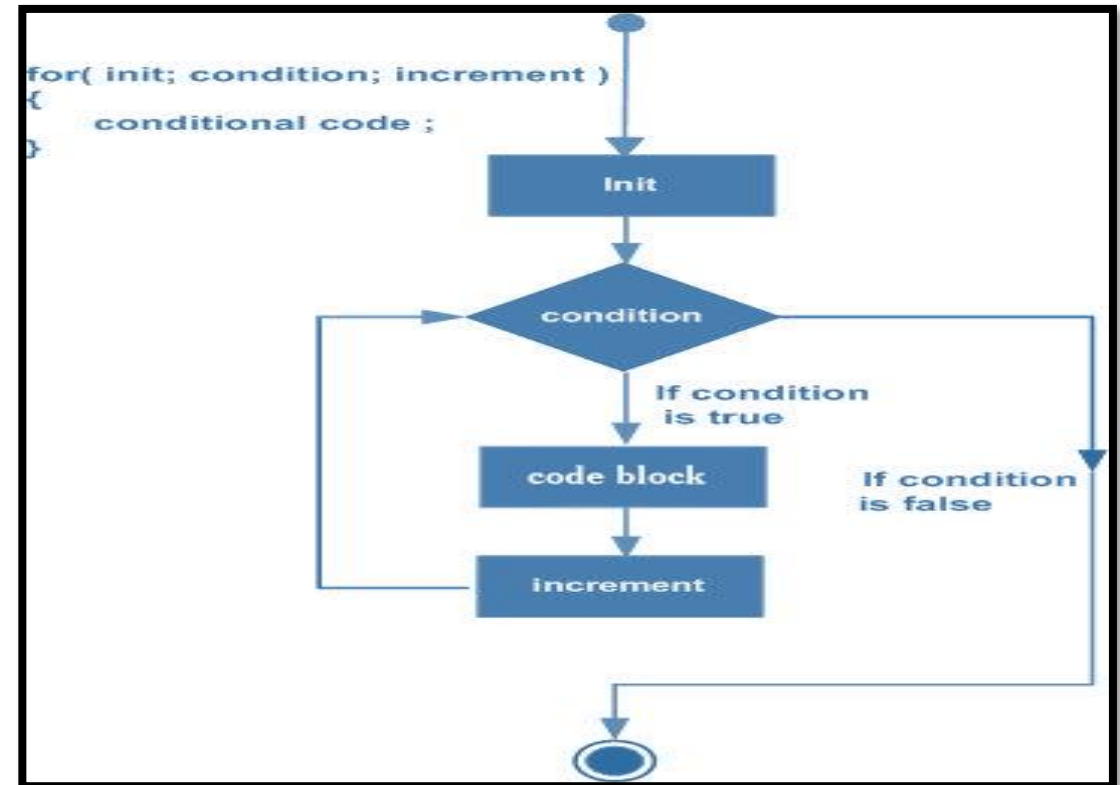 for( init; condition; increment )
{
conditional code ;
}
Init
condition
If condition
is true
code block
If condition
is false
increment